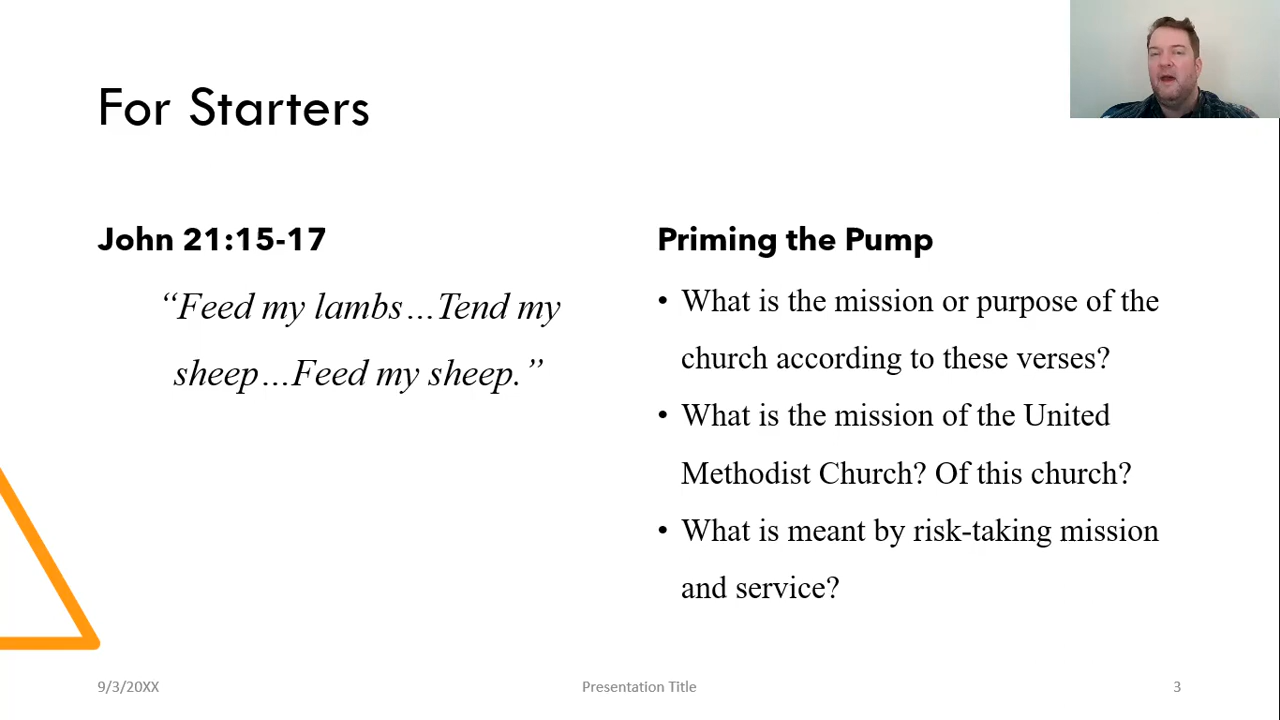 For Starters
John 21:15-17
“Feed my lambs…Tend my
sheep…Feed my sheep.”
Priming the Pump
• What is the mission or purpose of the
church according to these verses?
• What is the mission of the United
Methodist Church? Of this church?
• What is meant by risk-taking mission
and service?
9/3/20XX
Presentation Title
3